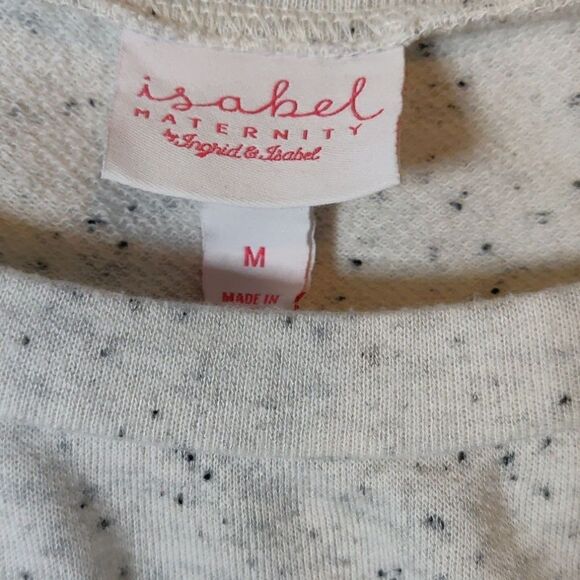 isabel
MATERNITY
by Ingrid & Isabel
M
MADE IN